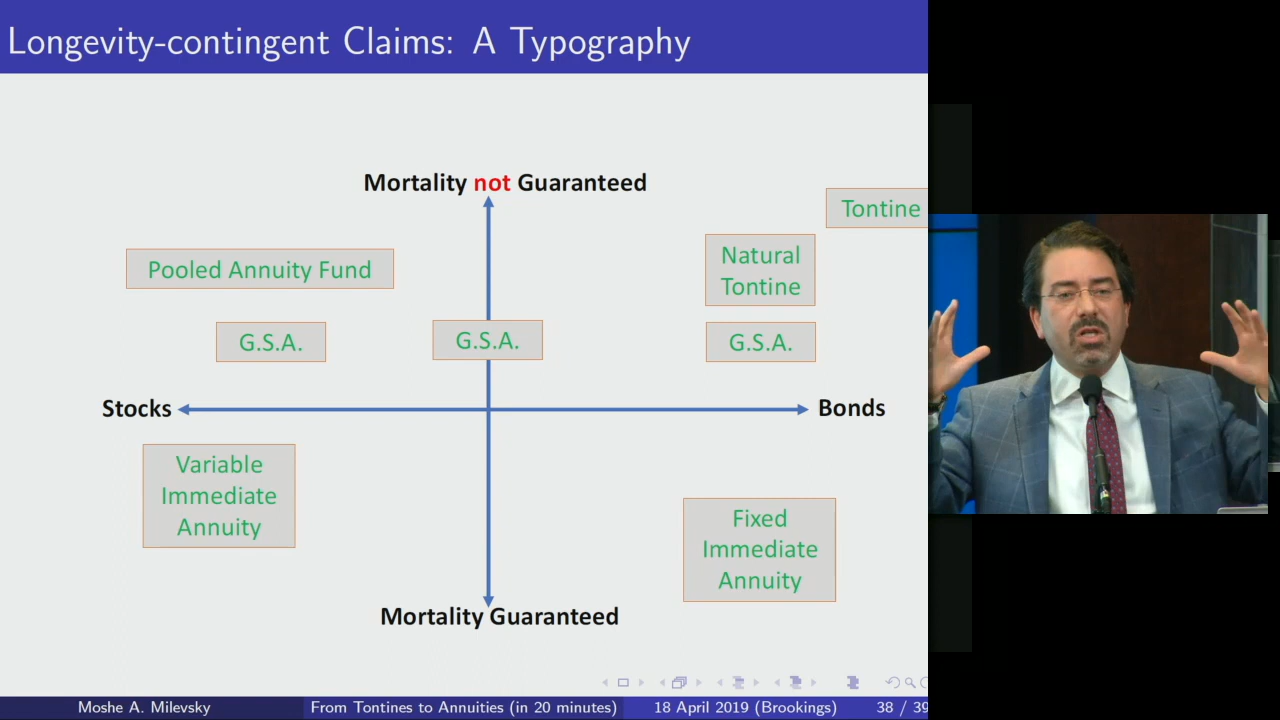 Longevity-contingent Claims: A Typography
Mortality not Guaranteed
Tontine
Natural
Tontine
Pooled Annuity Fund
G.S.A.
G.S.A.
G.S.A.
Stocks
Bonds
Variable
Immediate
Annuity
Fixed
Immediate
Annuity
Mortality Guaranteed
Moshe A. Milevsky
From Tontines to Annuities (in 20 minutes)
18 April 2019 (Brookings)
38 / 39